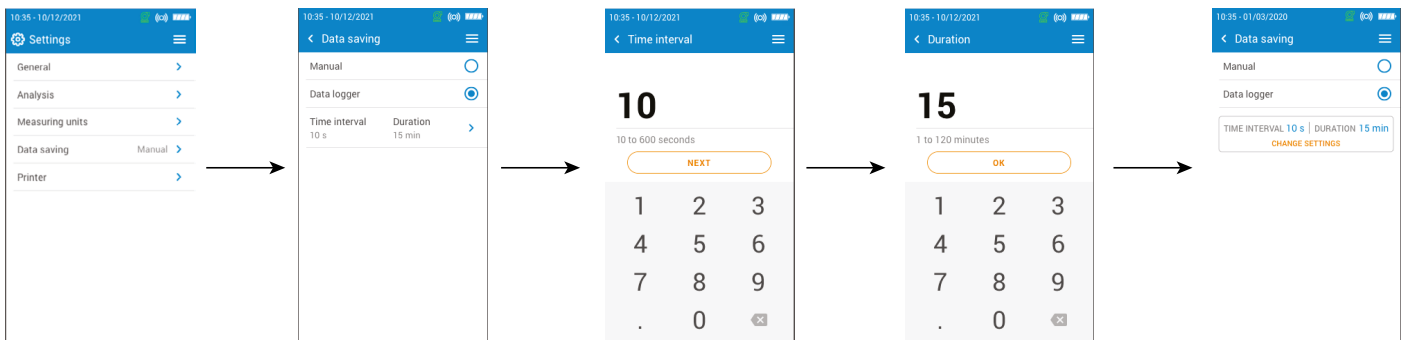 10:35 - 10/12/2021
Settings
General
Analysis
Measuring units
Data saving Manual
Printer
10:35 - 10/12/2021
Data saving
Manual
Data logger
Time interval Duration
10 s 15 min
10:35 - 10/12/2021
Time interval
10
10 to 600 seconds
NEXT
1 2 3
4 5 6
7 8 9
. 0
10:35 - 10/12/2021
Duration
15
1 to 120 minutes
OK
1 2 3
4 5 6
7 8 9
. 0
10:35 - 01/03/2020
Data saving
Manual
Data logger
TIME INTERVAL 10 s | DURATION 15 min
CHANGE SETTINGS